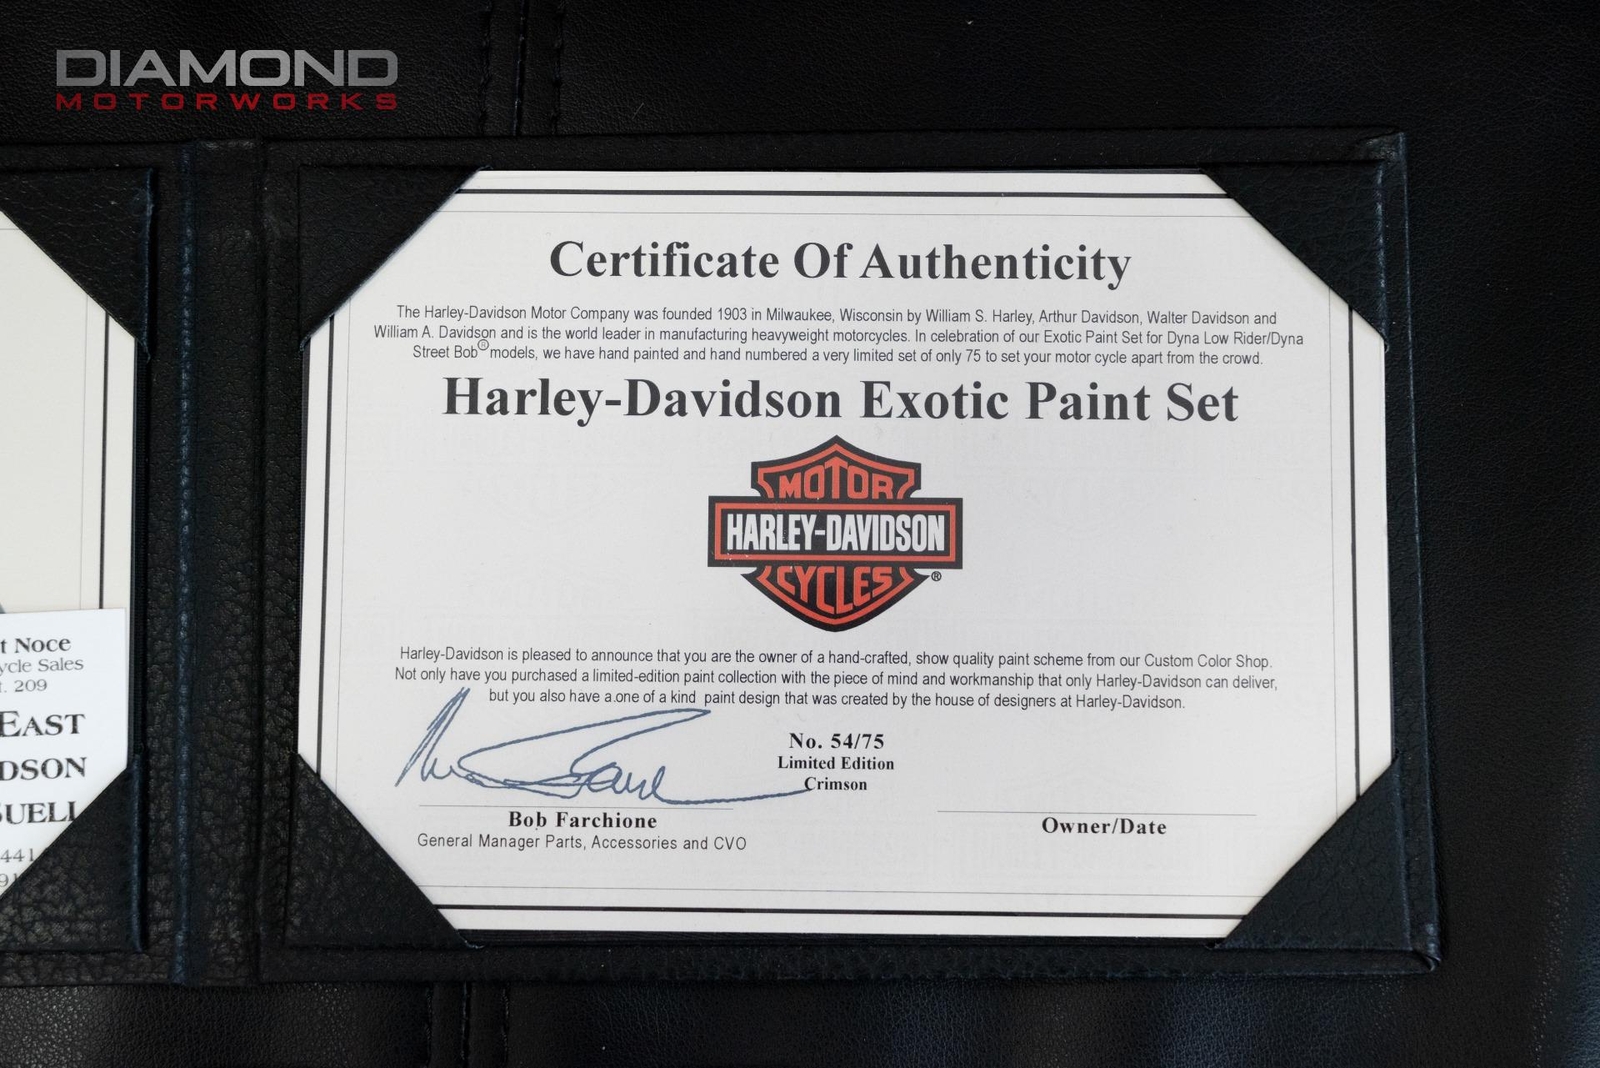 DIAMOND
MOTORWORKS
Certificate Of Authenticity
The Harley-Davidson Motor Company was founded 1903 in Milwaukee, Wisconsin by William S. Harley, Arthur Davidson, Walter Davidson and
William A. Davidson and is the world leader in manufacturing heavyweight motorcycles. In celebration of our Exotic Paint Set for Dyna Low Rider/Dyna
Street Bob® models, we have hand painted and hand numbered a very limited set of only 75 to set your motor cycle apart from the crowd.
Harley-Davidson Exotic Paint Set
MOTOR
HARLEY-DAVIDSON
CYCLES ®
Harley-Davidson is pleased to announce that you are the owner of a hand-crafted, show quality paint scheme from our Custom Color Shop.
Not only have you purchased a limited-edition paint collection with the piece of mind and workmanship that only Harley-Davidson can deliver,
but you also have a.one of a kind paint design that was created by the house of designers at Harley-Davidson.
No. 54/75
Limited Edition
Crimson
Bob Farchione
General Manager Parts, Accessories and CVO
Owner/Date
t Noce
ycle Sales
t. 209
EAST
DSON
UELL
441
91